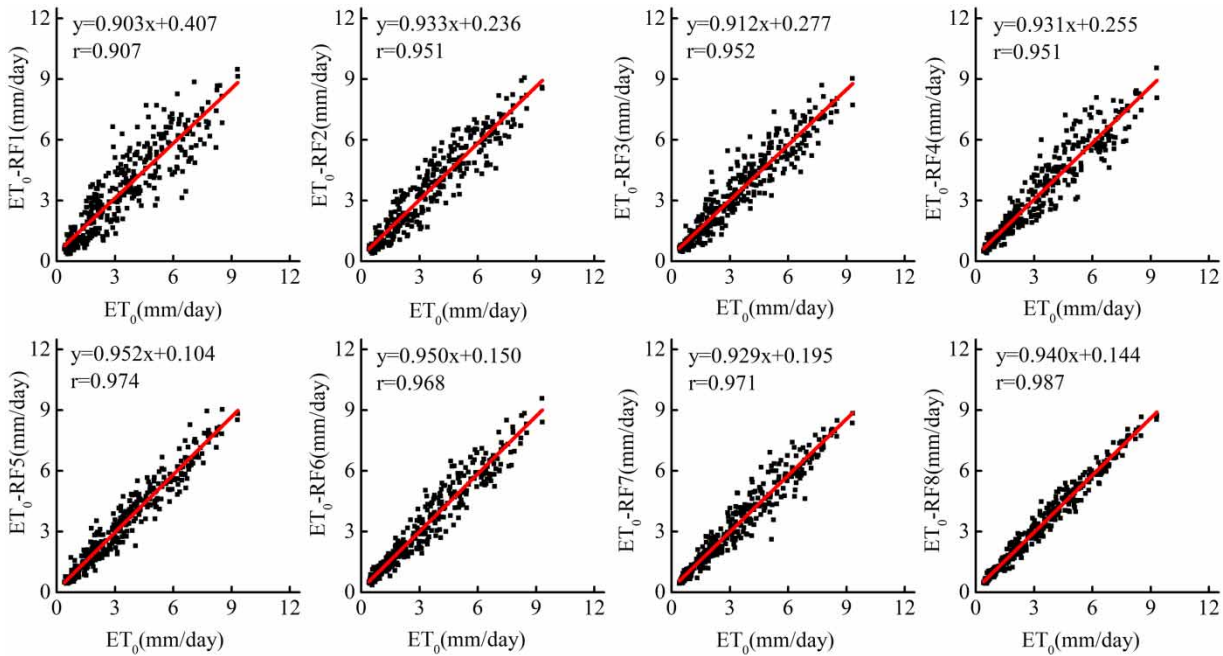 y=0.903x+0.407
r=0.907
ET₀-RF1(mm/day)
12
9
6
3
0
0 3 6 9 12
ET₀(mm/day)
y=0.933x+0.236
r=0.951
ET₀-RF2(mm/day)
12
9
6
3
0
0 3 6 9 12
ET₀(mm/day)
y=0.912x+0.277
r=0.952
ET₀-RF3(mm/day)
12
9
6
3
0
0 3 6 9 12
ET₀(mm/day)
y=0.931x+0.255
r=0.951
ET₀-RF4(mm/day)
12
9
6
3
0
0 3 6 9 12
ET₀(mm/day)
y=0.952x+0.104
r=0.974
ET₀-RF5(mm/day)
12
9
6
3
0
0 3 6 9 12
ET₀(mm/day)
y=0.950x+0.150
r=0.968
ET₀-RF6(mm/day)
12
9
6
3
0
0 3 6 9 12
ET₀(mm/day)
y=0.929x+0.195
r=0.971
ET₀-RF7(mm/day)
12
9
6
3
0
0 3 6 9 12
ET₀(mm/day)
y=0.940x+0.144
r=0.987
ET₀-RF8(mm/day)
12
9
6
3
0
0 3 6 9 12
ET₀(mm/day)